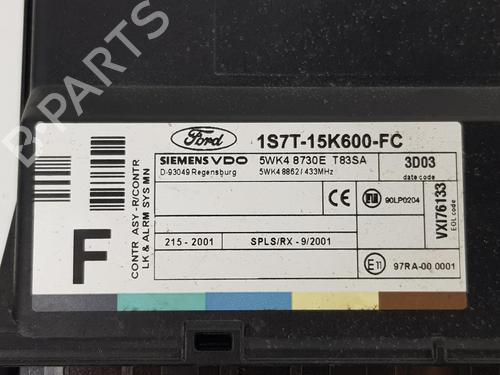 Ford
1S7T-15K600-FC
SIEMENS VDO
D-93049 Regensburg
5WK4 8730E T83SA
5WK4 8862/433MHz
3D03
date code
CE
90LP0204
VXI76133
EOL code
CONTR ASY-R/CONTR
LK & ALRM SYS MN
F
215-2001
SPLS/RX-9/2001
E11
97RA-00 0001
B-PARTS